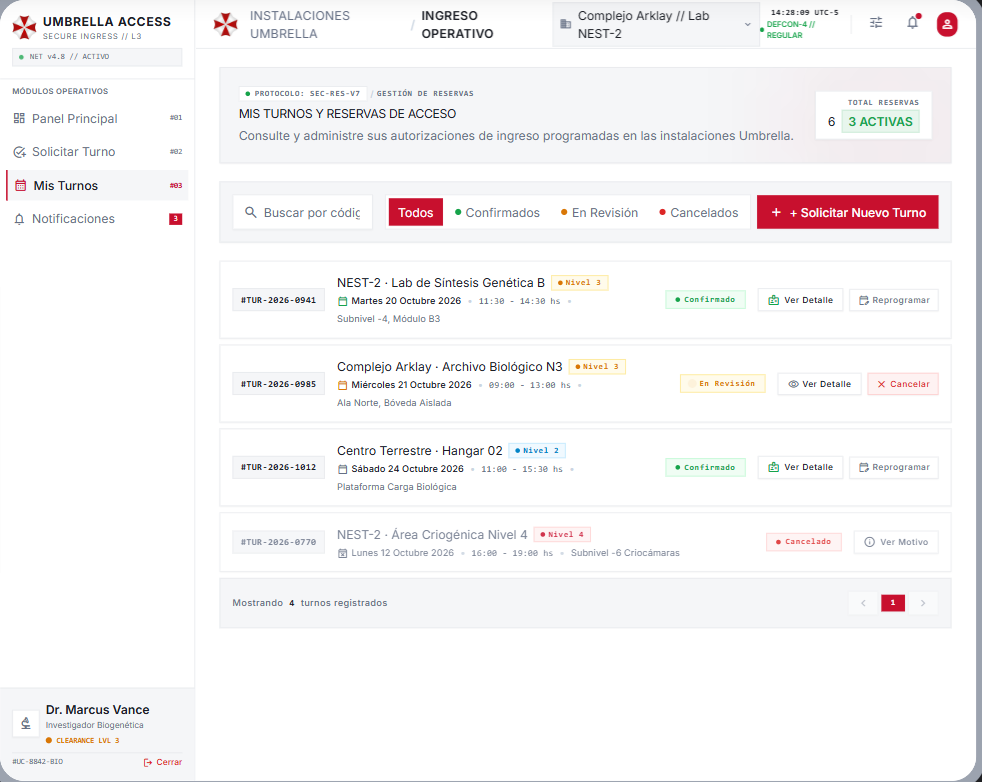 UMBRELLA ACCESS
SECURE INGRESS // L3
NET v4.8 // ACTIVO
MÓDULOS OPERATIVOS
Panel Principal #01
Solicitar Turno #02
Mis Turnos #03
Notificaciones 3
Dr. Marcus Vance
Investigador Biogenética
CLEARANCE LVL 3
#UC-8842-BIO Cerrar
INSTALACIONES
UMBRELLA
/
INGRESO
OPERATIVO
Complejo Arklay // Lab
NEST-2
14:28:09 UTC-5
DEFCON-4 //
REGULAR
PROTOCOLO: SEC-RES-V7 / GESTIÓN DE RESERVAS
MIS TURNOS Y RESERVAS DE ACCESO
Consulte y administre sus autorizaciones de ingreso programadas en las instalaciones Umbrella.
TOTAL RESERVAS
6 3 ACTIVAS
Buscar por códig
Todos Confirmados En Revisión Cancelados
+ + Solicitar Nuevo Turno
#TUR-2026-0941
NEST-2 · Lab de Síntesis Genética B Nivel 3
Martes 20 Octubre 2026 • 11:30 - 14:30 hs •
Subnivel -4, Módulo B3
Confirmado Ver Detalle Reprogramar
#TUR-2026-0985
Complejo Arklay · Archivo Biológico N3 Nivel 3
Miércoles 21 Octubre 2026 • 09:00 - 13:00 hs •
Ala Norte, Bóveda Aislada
En Revisión Ver Detalle Cancelar
#TUR-2026-1012
Centro Terrestre · Hangar 02 Nivel 2
Sábado 24 Octubre 2026 • 11:00 - 15:30 hs •
Plataforma Carga Biológica
Confirmado Ver Detalle Reprogramar
#TUR-2026-0770
NEST-2 · Área Criogénica Nivel 4 Nivel 4
Lunes 12 Octubre 2026 • 16:00 - 19:00 hs • Subnivel -6 Criocámaras
Cancelado Ver Motivo
Mostrando 4 turnos registrados
1